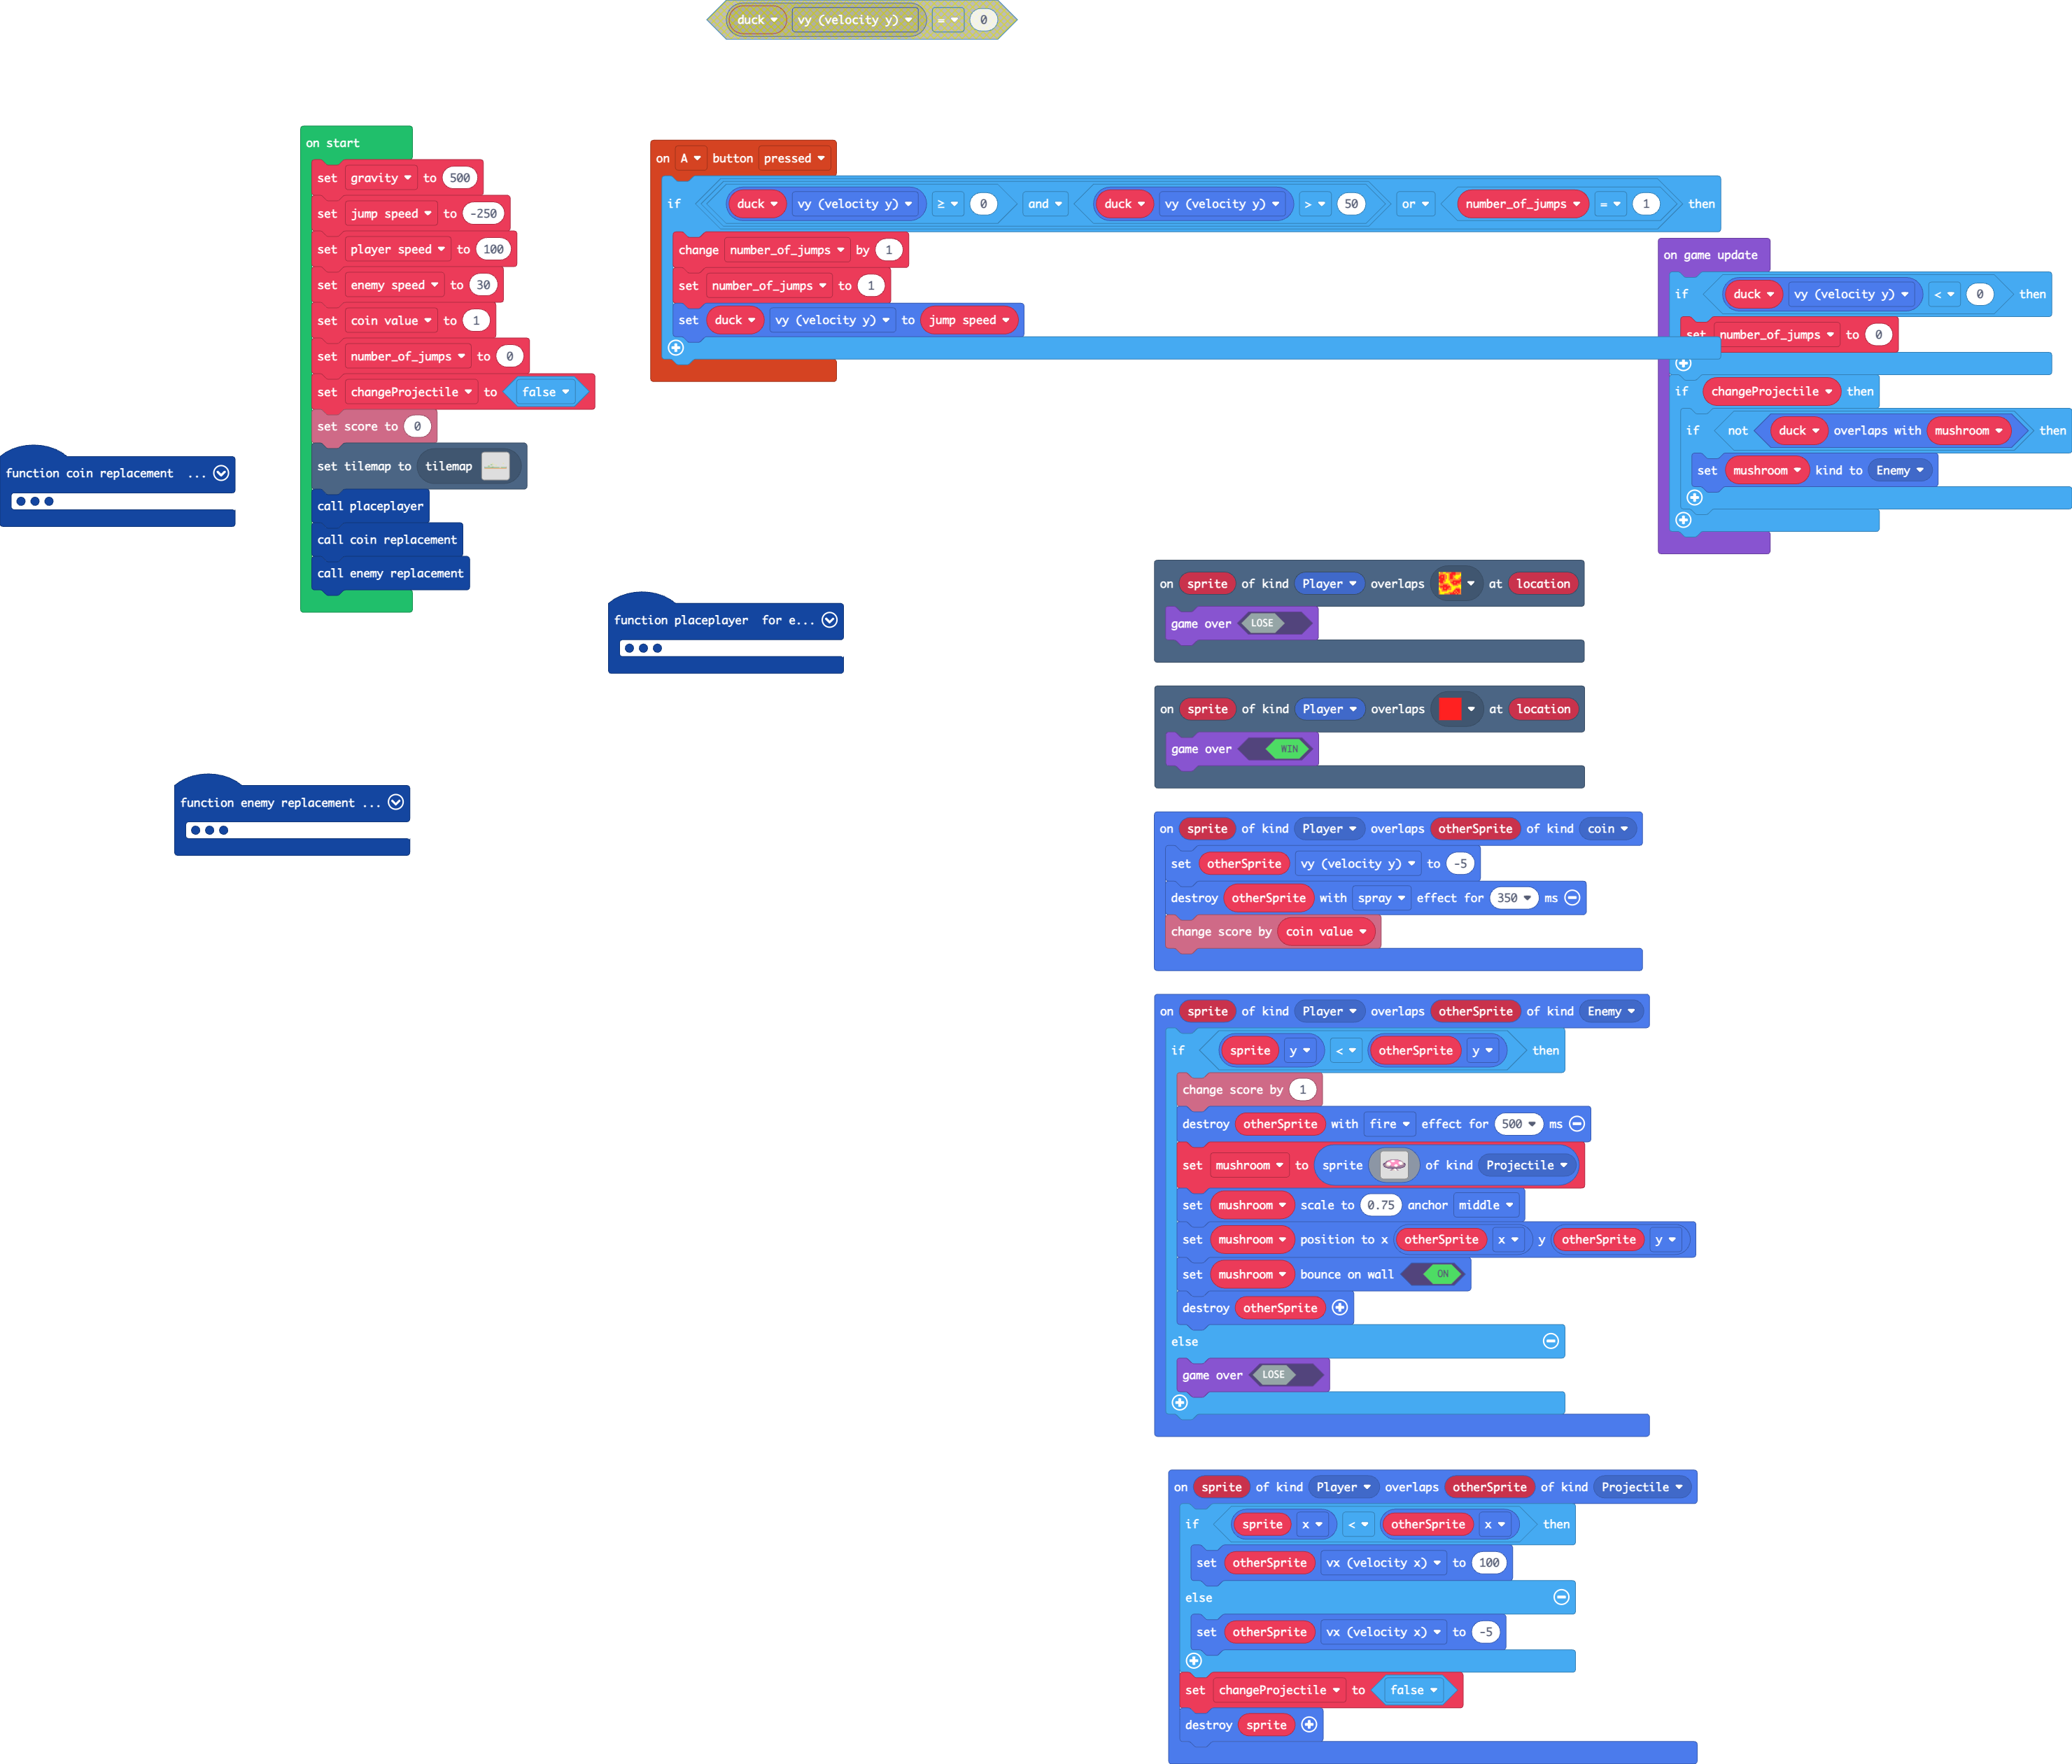 duck vy (velocity y) = 0
on start
set gravity to 500
set jump speed to -250
set player speed to 100
set enemy speed to 30
set coin value to 1
set number_of_jumps to 0
set changeProjectile to false
set score to 0
set tilemap to tilemap
call placeplayer
call coin replacement
call enemy replacement
function coin replacement ...
function placeplayer for e...
function enemy replacement ...
on A button pressed
if duck vy (velocity y) ≥ 0 and duck vy (velocity y) > 50 or number_of_jumps = 1 then
change number_of_jumps by 1
set number_of_jumps to 1
set duck vy (velocity y) to jump speed
on game update
if duck vy (velocity y) < 0 then
set number_of_jumps to 0
if changeProjectile then
if not duck overlaps with mushroom then
set mushroom kind to Enemy
on sprite of kind Player overlaps at location
game over LOSE
on sprite of kind Player overlaps at location
game over WIN
on sprite of kind Player overlaps otherSprite of kind coin
set otherSprite vy (velocity y) to -5
destroy otherSprite with spray effect for 350 ms
change score by coin value
on sprite of kind Player overlaps otherSprite of kind Enemy
if sprite y < otherSprite y then
change score by 1
destroy otherSprite with fire effect for 500 ms
set mushroom to sprite of kind Projectile
set mushroom scale to 0.75 anchor middle
set mushroom position to x otherSprite x y otherSprite y
set mushroom bounce on wall ON
destroy otherSprite
else
game over LOSE
on sprite of kind Player overlaps otherSprite of kind Projectile
if sprite x < otherSprite x then
set otherSprite vx (velocity x) to 100
else
set otherSprite vx (velocity x) to -5
set changeProjectile to false
destroy sprite